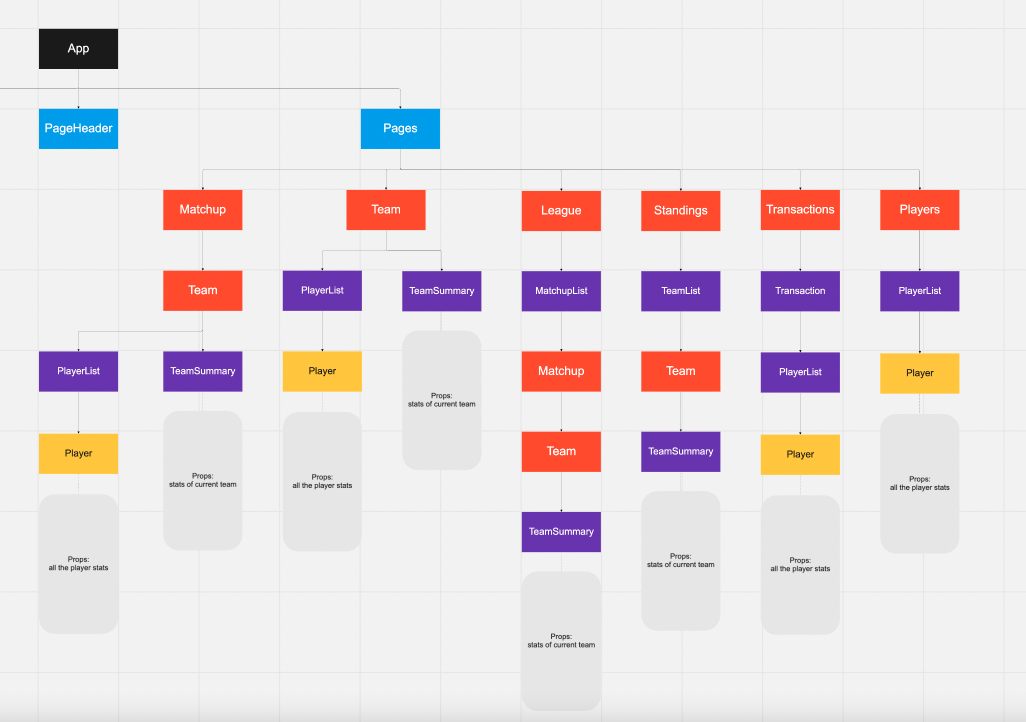 App
PageHeader
Pages
Matchup
Team
League
Standings
Transactions
Players
Team
PlayerList
TeamSummary
MatchupList
TeamList
Transaction
PlayerList
PlayerList
TeamSummary
Player
Props:
stats of current team
Matchup
Team
PlayerList
Player
Player
Props:
stats of current team
Props:
all the player stats
Team
TeamSummary
Player
Props:
all the player stats
Props:
all the player stats
TeamSummary
Props:
stats of current team
Props:
all the player stats
Props:
stats of current team